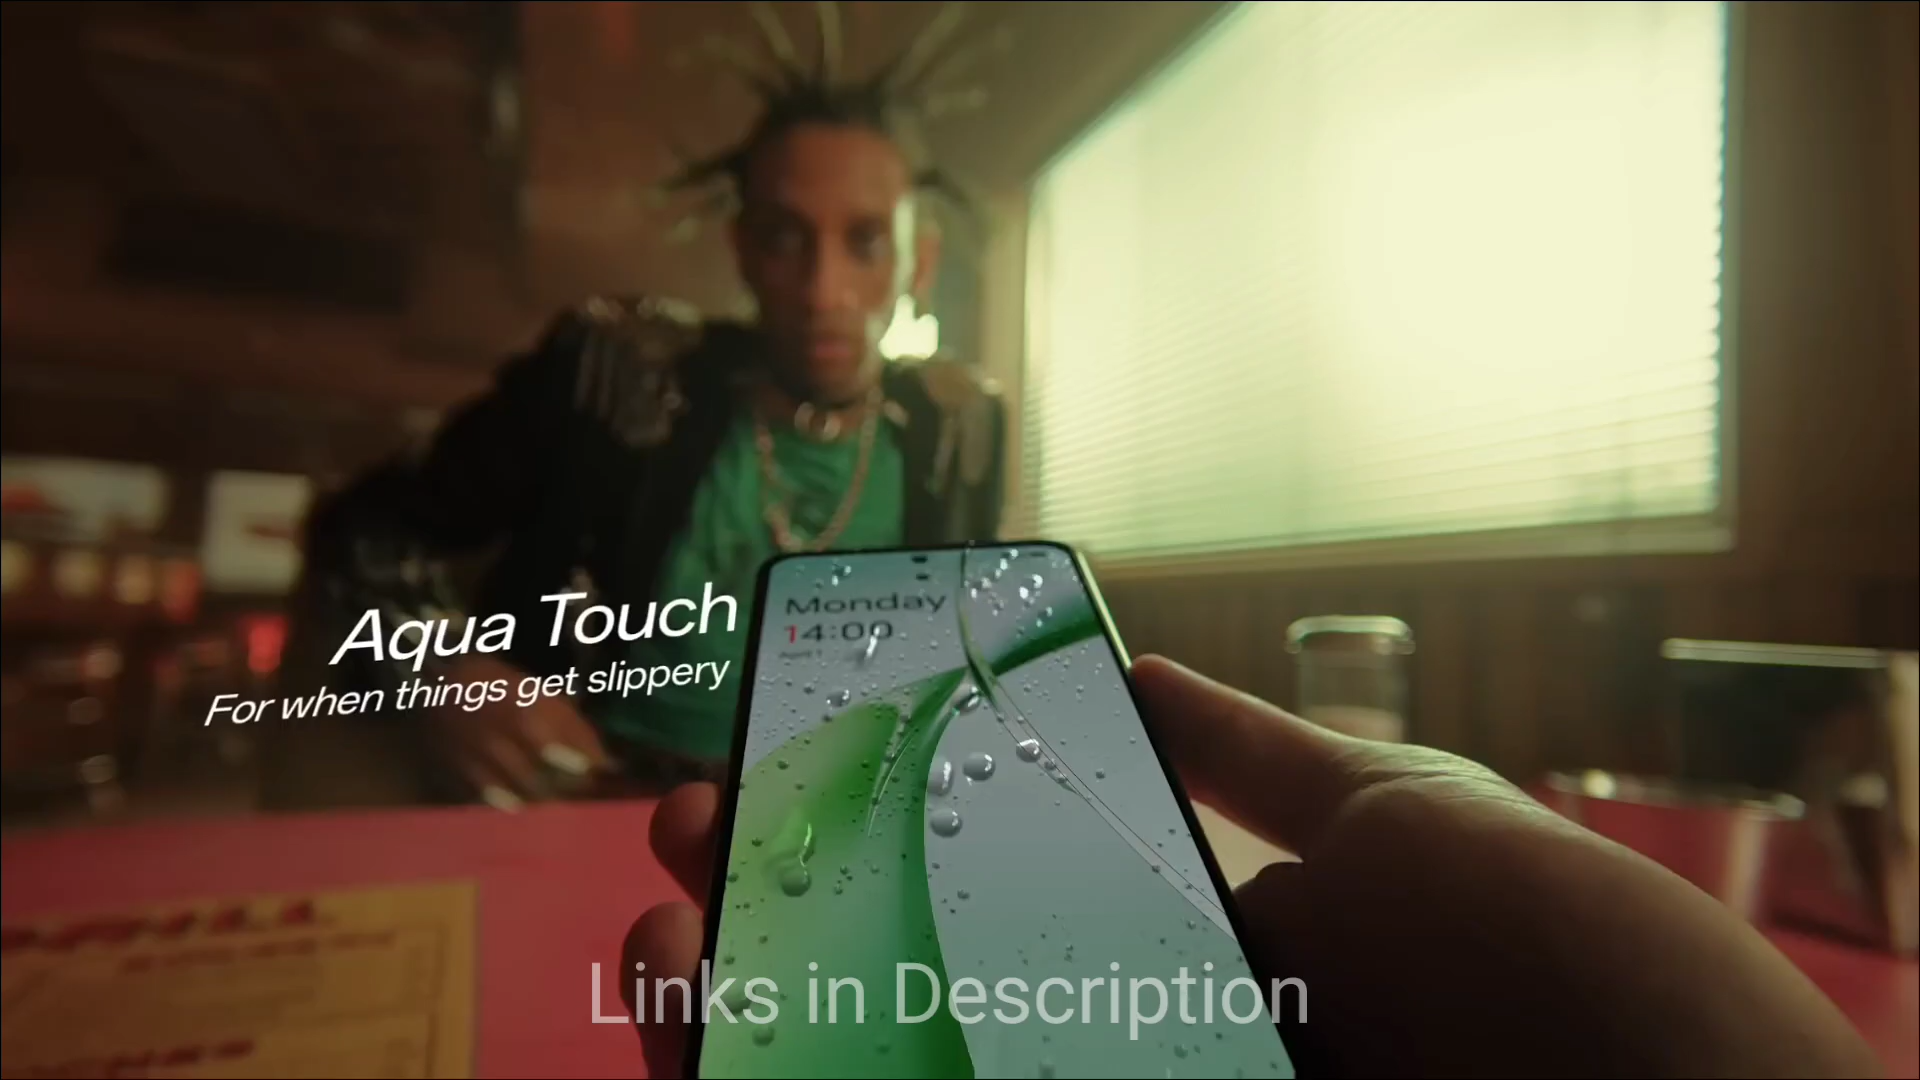 Aqua Touch
For when things get slippery
Monday
14:00
Links in Description